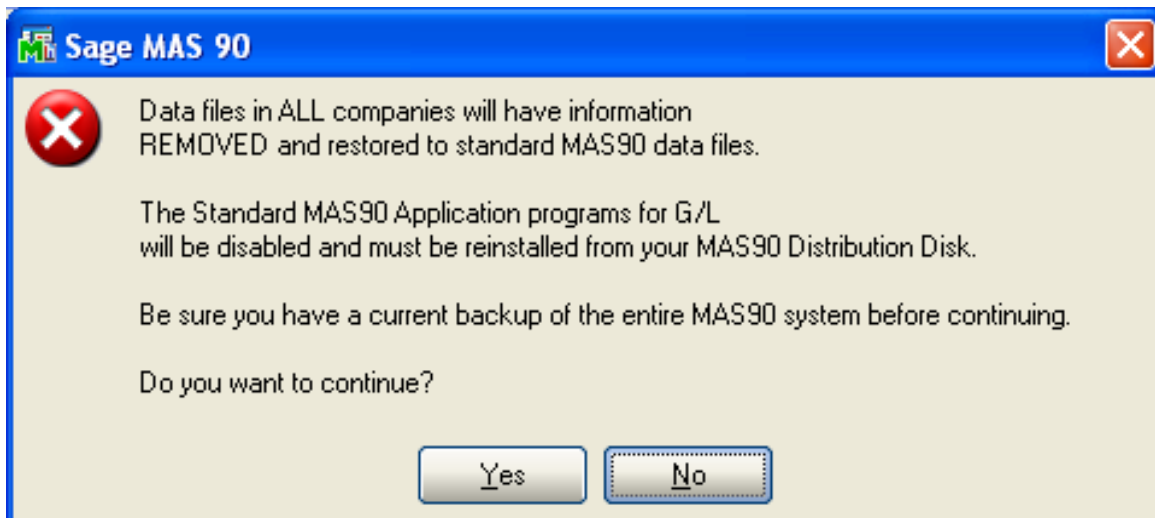 Sage MAS 90
Data files in ALL companies will have information
REMOVED and restored to standard MAS90 data files.
The Standard MAS90 Application programs for G/L
will be disabled and must be reinstalled from your MAS90 Distribution Disk.
Be sure you have a current backup of the entire MAS90 system before continuing.
Do you want to continue?
Yes No